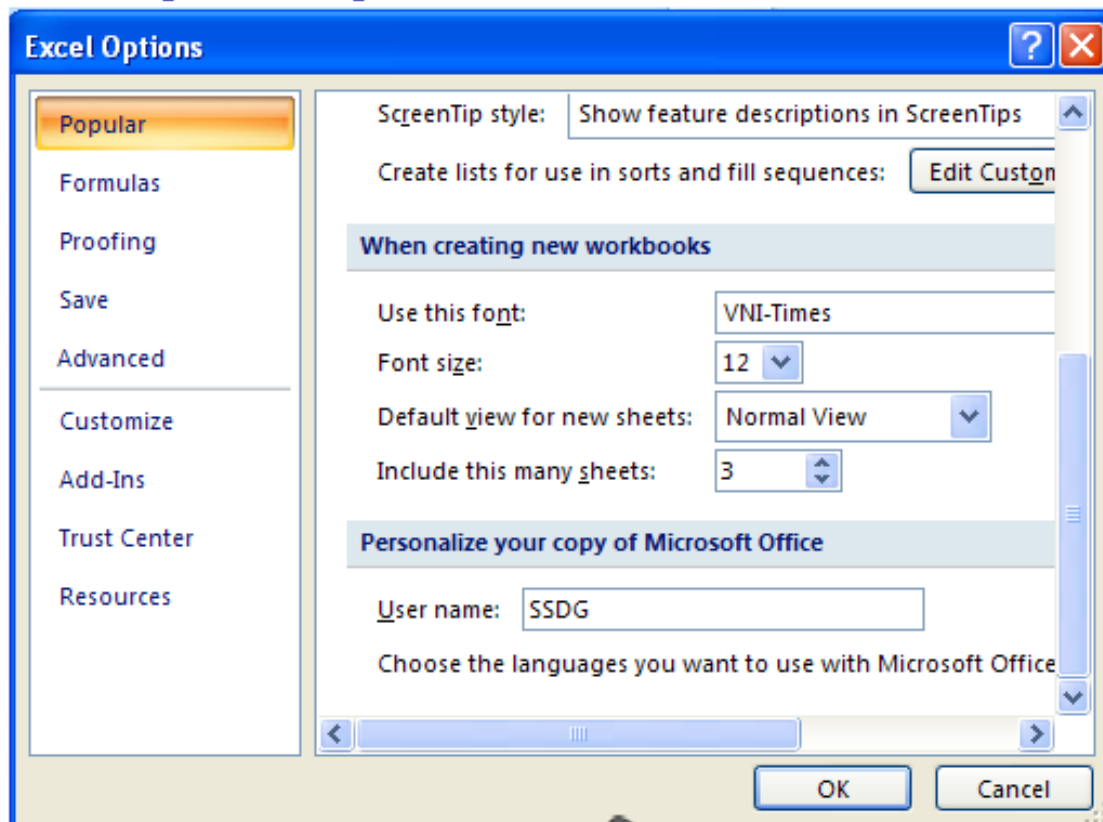 Excel Options
Popular
Formulas
Proofing
Save
Advanced
Customize
Add-Ins
Trust Center
Resources
ScreenTip style: Show feature descriptions in ScreenTips
Create lists for use in sorts and fill sequences: Edit Custom
When creating new workbooks
Use this font: VNI-Times
Font size: 12
Default view for new sheets: Normal View
Include this many sheets: 3
Personalize your copy of Microsoft Office
User name: SSDG
Choose the languages you want to use with Microsoft Office
OK Cancel